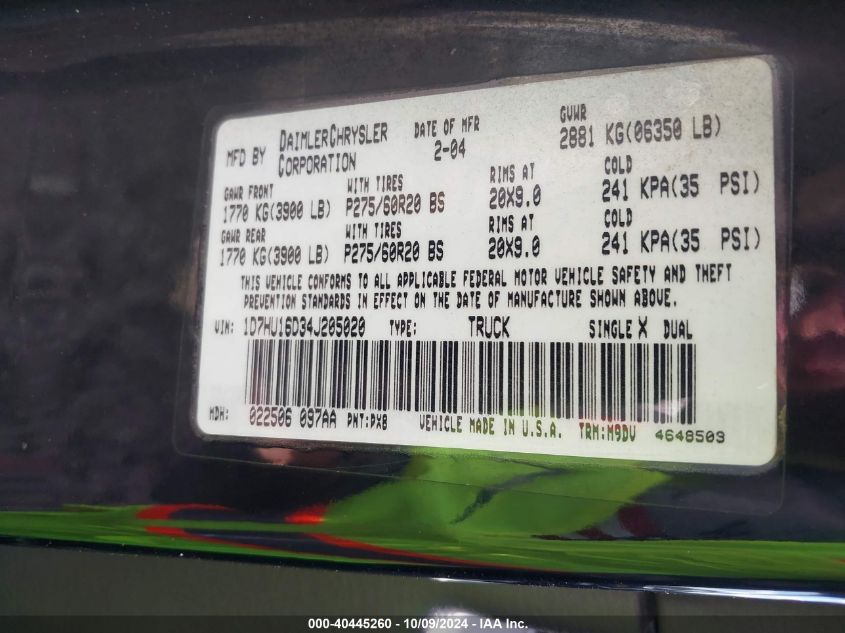 MFD BY DAIMLERCHRYSLER CORPORATION DATE OF MFR 2-04 GVWR 2881 KG(06350 LB)
GAWR FRONT WITH TIRES RIMS AT COLD
1770 KG(3900 LB) P275/60R20 BS 20X9.0 241 KPA(35 PSI)
GAWR REAR WITH TIRES RIMS AT COLD
1770 KG(3900 LB) P275/60R20 BS 20X9.0 241 KPA(35 PSI)
THIS VEHICLE CONFORMS TO ALL APPLICABLE FEDERAL MOTOR VEHICLE SAFETY AND THEFT
PREVENTION STANDARDS IN EFFECT ON THE DATE OF MANUFACTURE SHOWN ABOVE.
VIN: 1D7HU16D34J205020 TYPE: TRUCK SINGLE X DUAL
MDH: 022506 097AA PNT:PX8 VEHICLE MADE IN U.S.A. TRM:M9DV 4648503
000-40445260 - 10/09/2024 - IAA Inc.